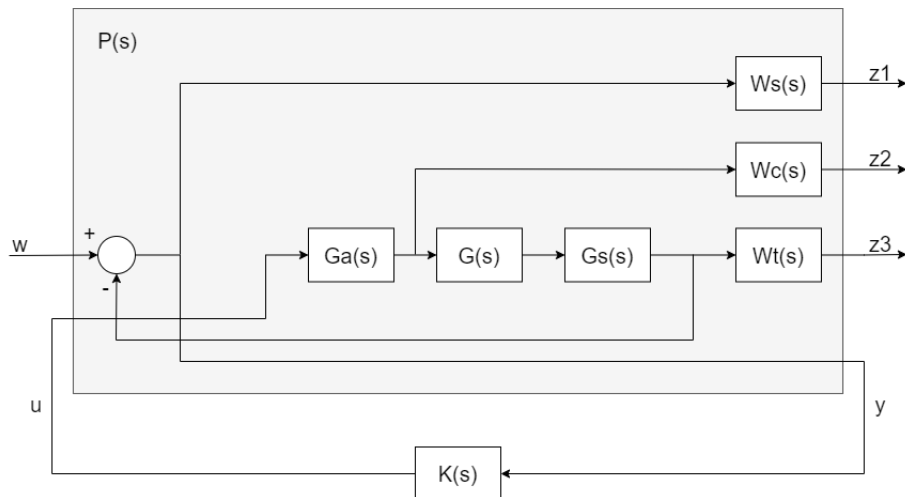 P(s)
Ws(s)
z1
Wc(s)
z2
+
w
Ga(s)
G(s)
Gs(s)
Wt(s)
z3
-
u
y
K(s)